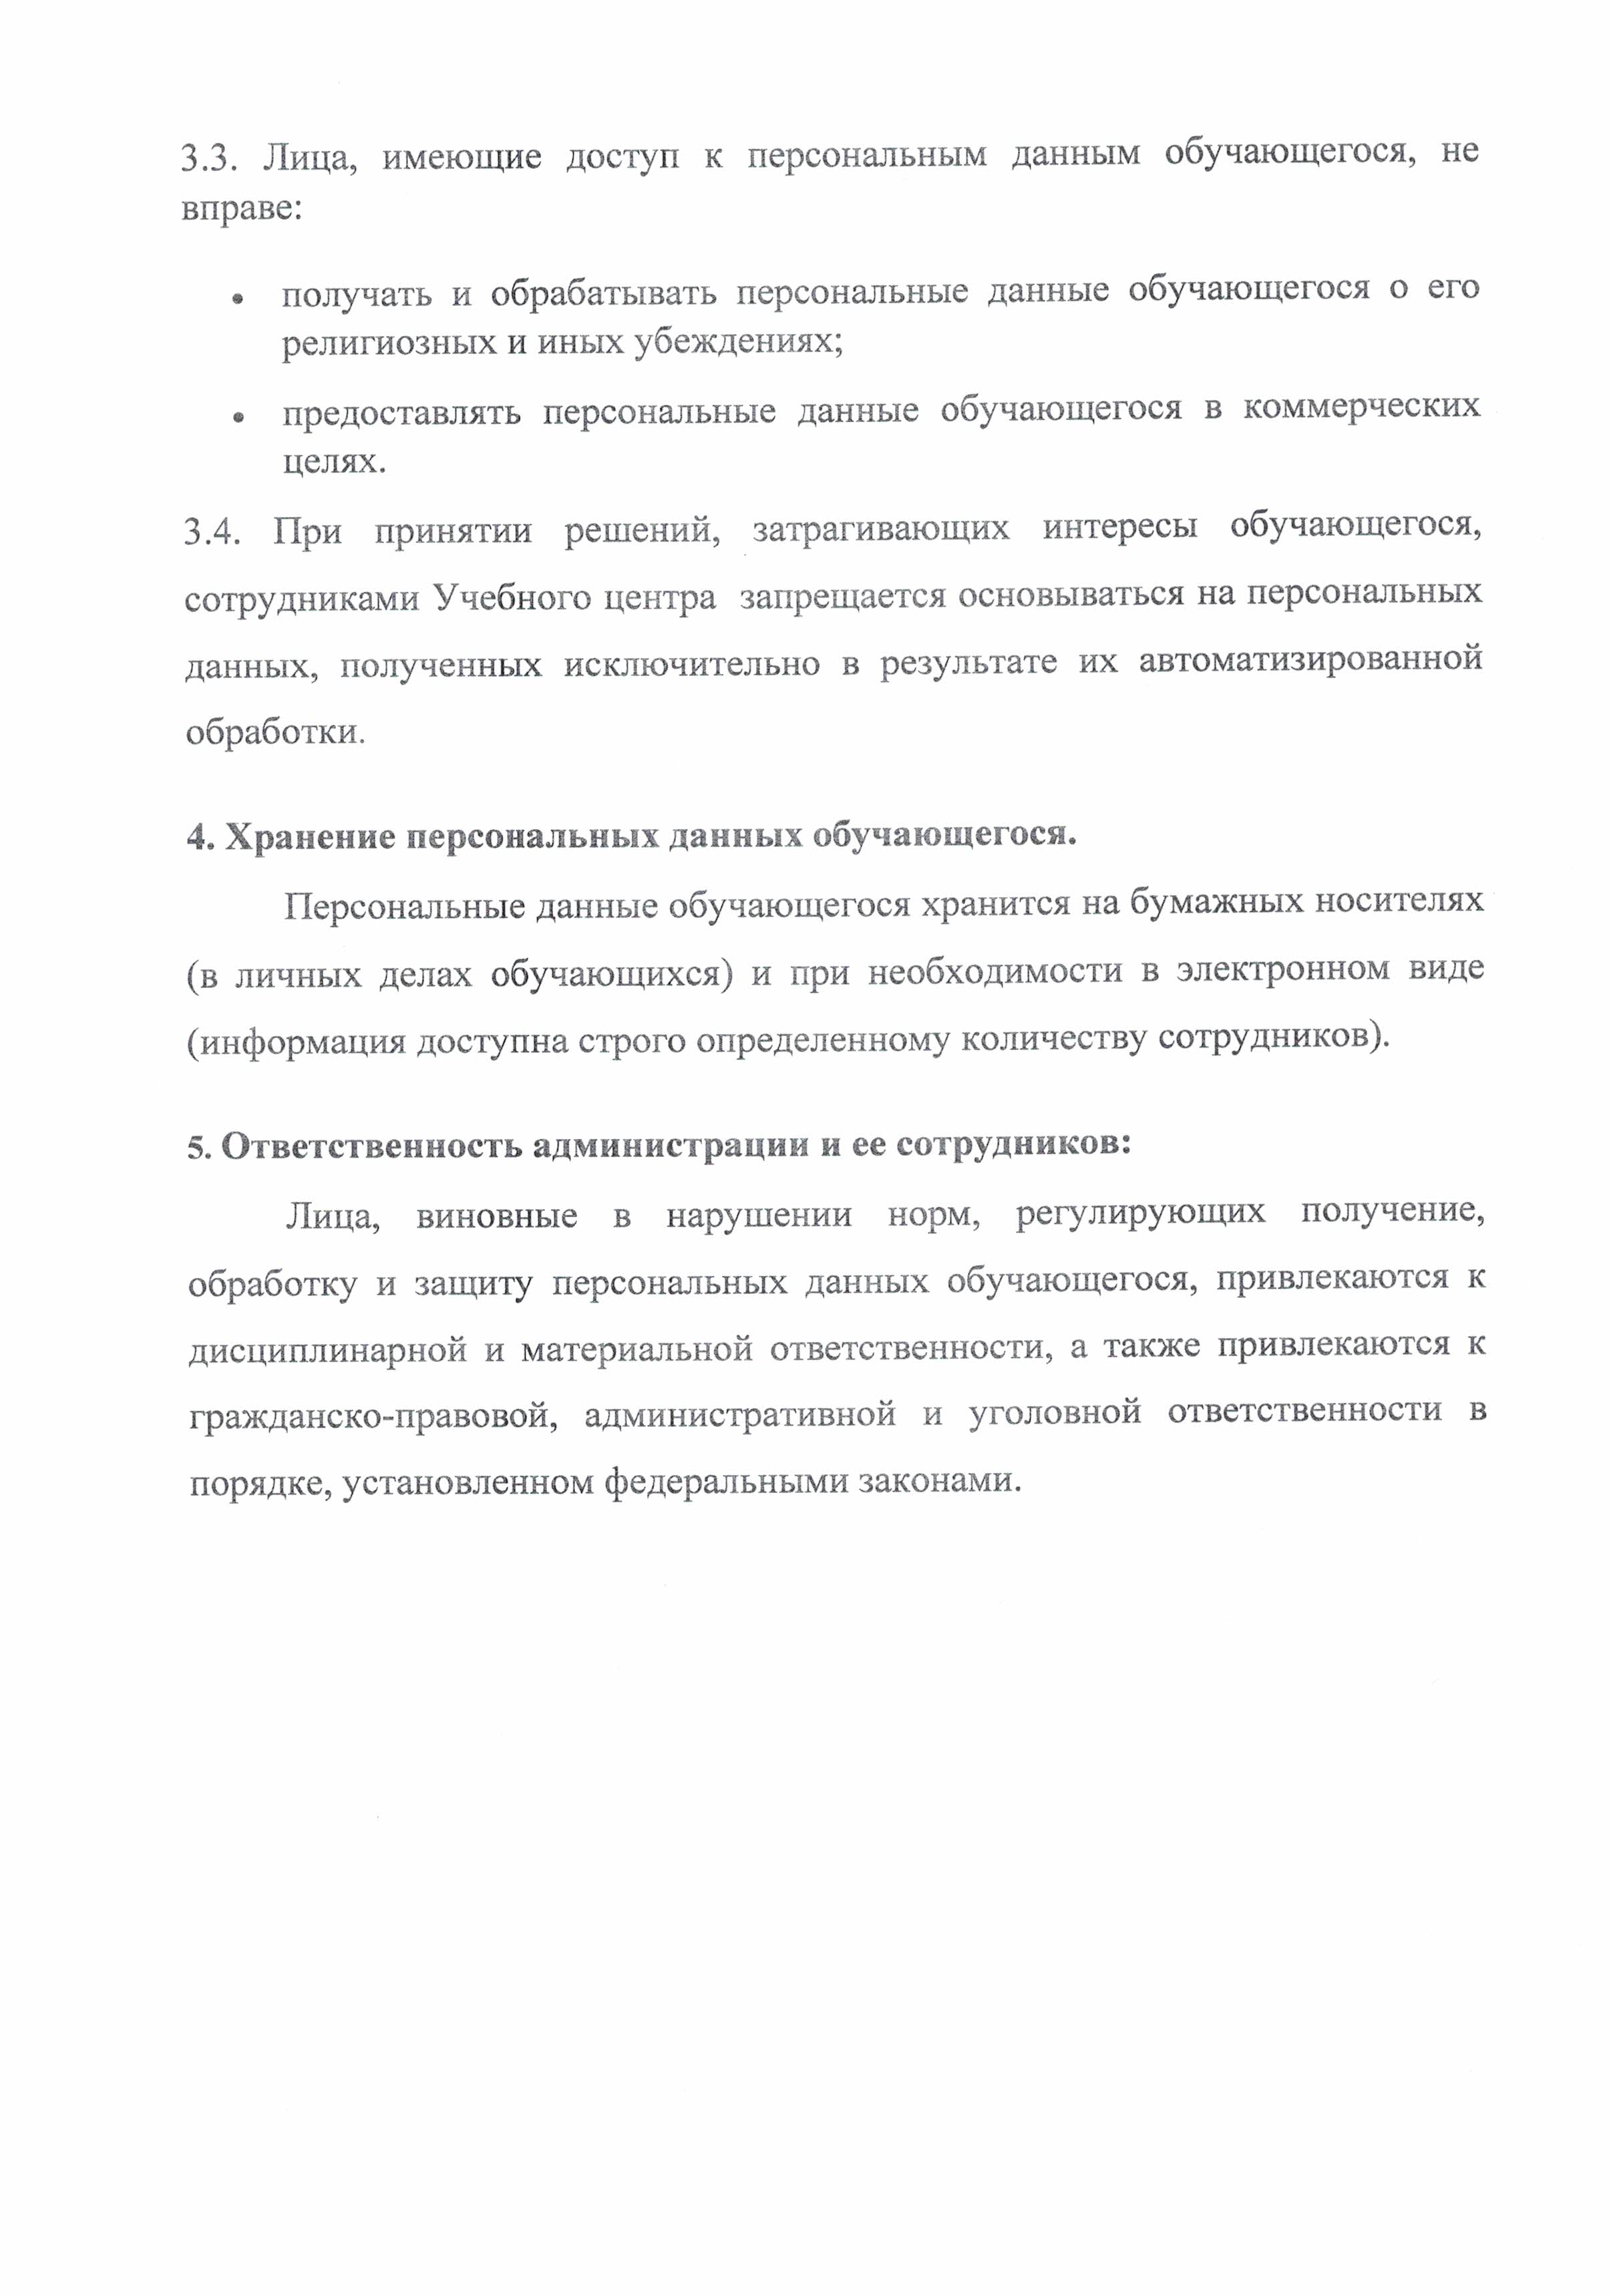 3.3. Лица, имеющие доступ к персональным данным обучающегося, не
вправе:
• получать и обрабатывать персональные данные обучающегося о его
религиозных и иных убеждениях;
• предоставлять персональные данные обучающегося в коммерческих
целях.
3.4. При принятии решений, затрагивающих интересы обучающегося,
сотрудниками Учебного центра запрещается основываться на персональных
данных, полученных исключительно в результате их автоматизированной
обработки.
4. Хранение персональных данных обучающегося.
Персональные данные обучающегося хранится на бумажных носителях
(в личных делах обучающихся) и при необходимости в электронном виде
(информация доступна строго определенному количеству сотрудников).
5. Ответственность администрации и ее сотрудников:
Лица, виновные в нарушении норм, регулирующих получение,
обработку и защиту персональных данных обучающегося, привлекаются к
дисциплинарной и материальной ответственности, а также привлекаются к
гражданско-правовой, административной и уголовной ответственности в
порядке, установленном федеральными законами.